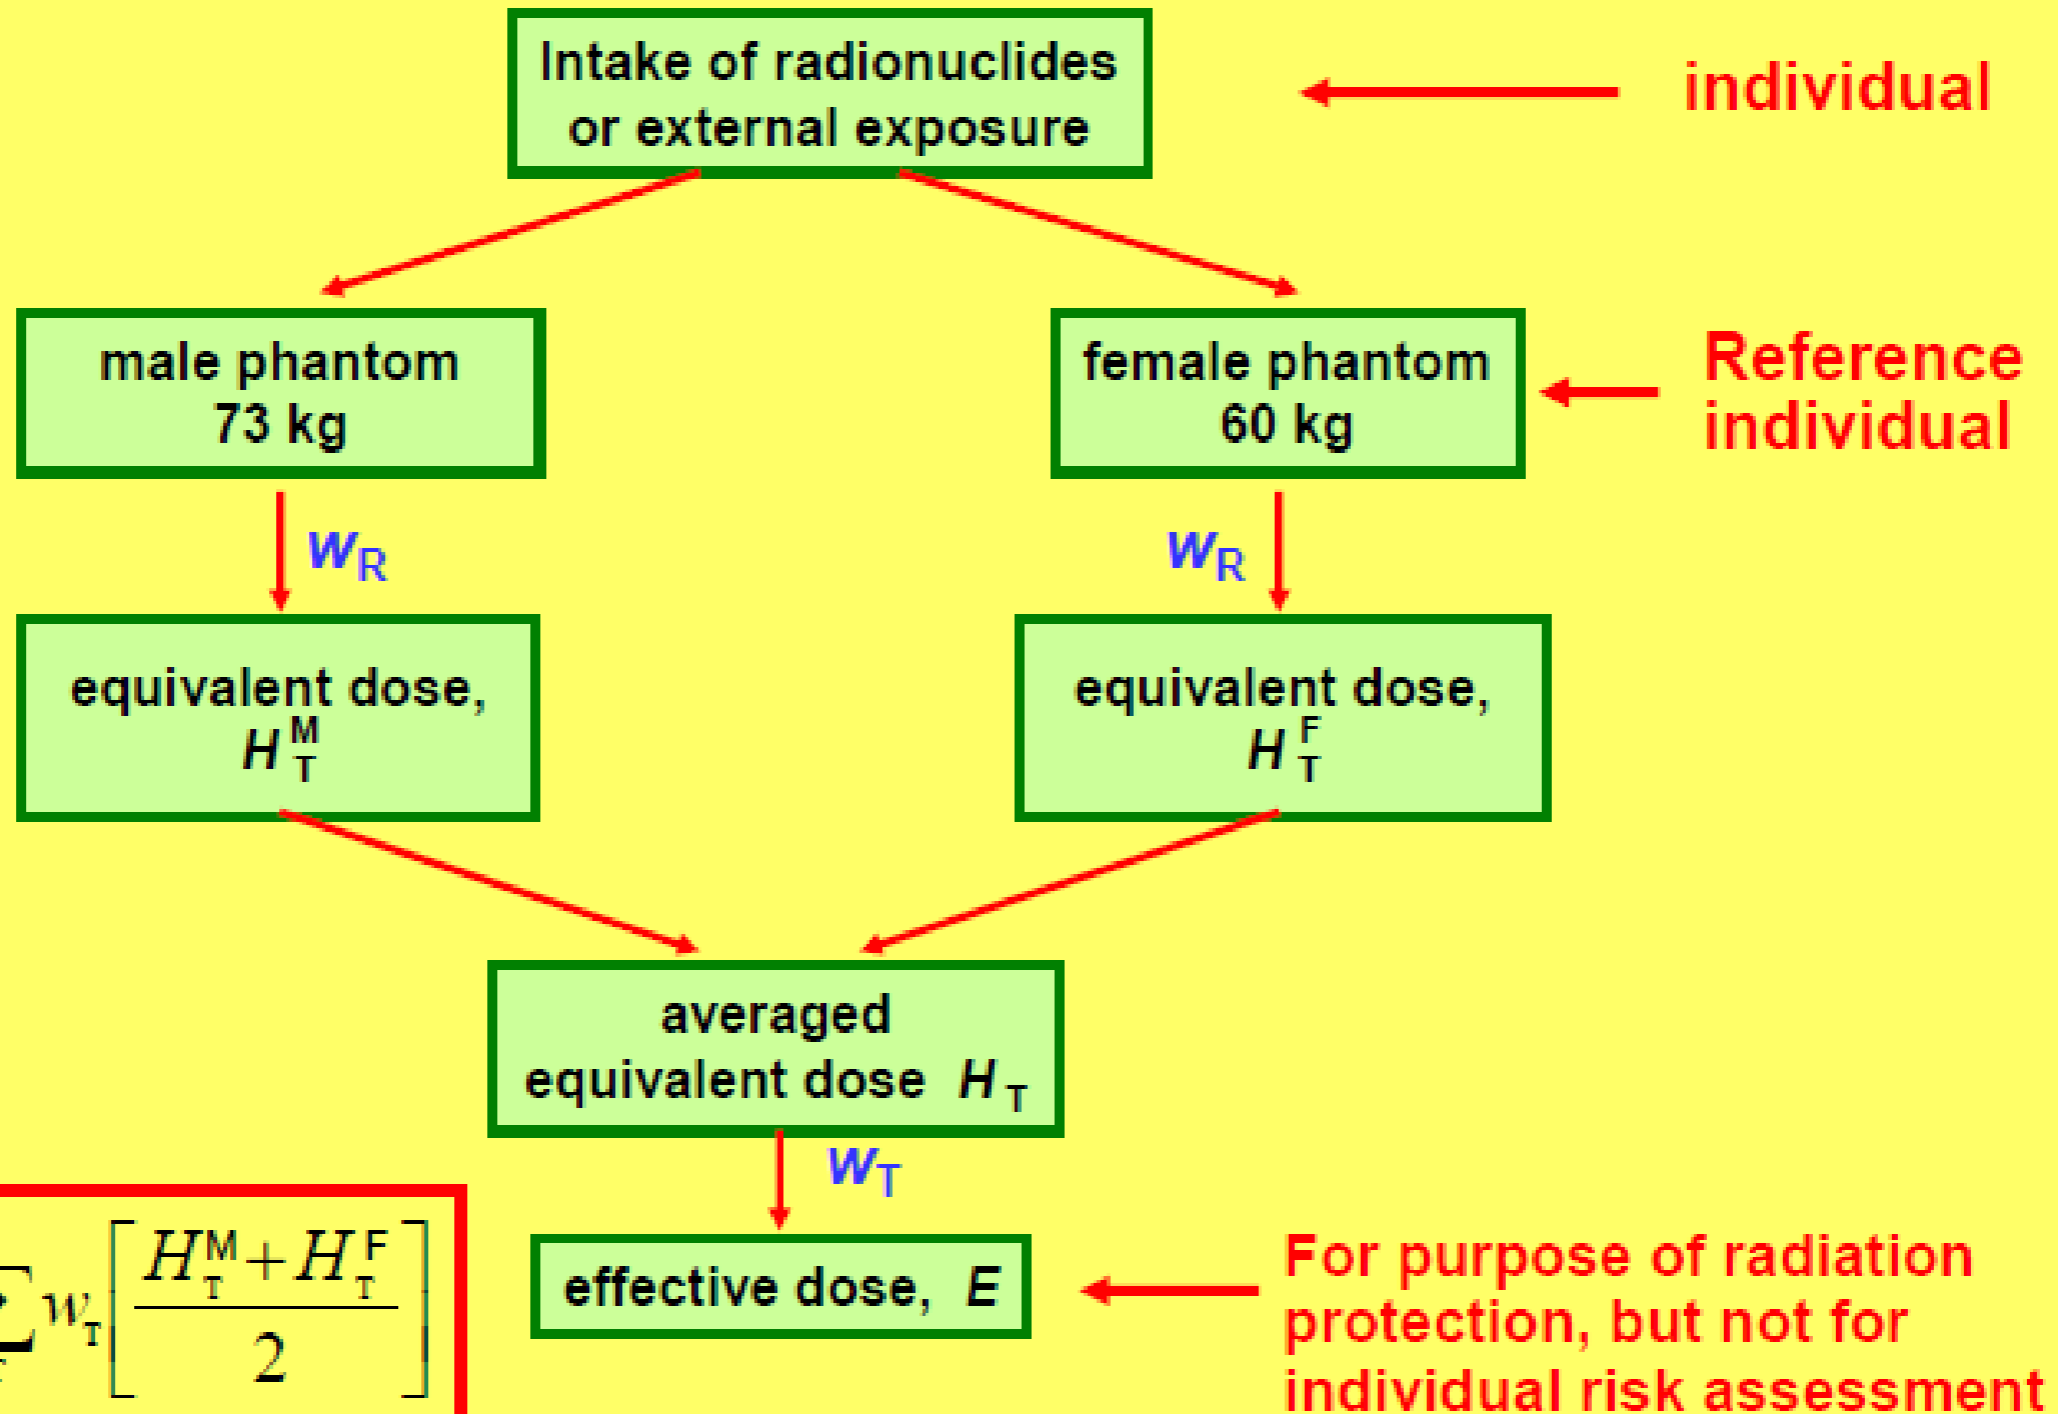 Intake of radionuclides
or external exposure
individual
male phantom
73 kg
female phantom
60 kg
Reference
individual
wR
wR
equivalent dose,
H M T
equivalent dose,
H F T
averaged
equivalent dose H T
wT
effective dose, E
For purpose of radiation
protection, but not for
individual risk assessment
∑ wT [ (H M T + H F T) / 2 ]